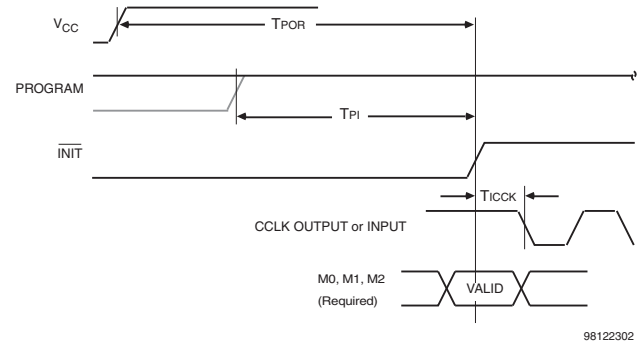 VCC
TPOR
PROGRAM
TPI
INIT
TICCK
CCLK OUTPUT or INPUT
M0, M1, M2
(Required)
VALID
98122302